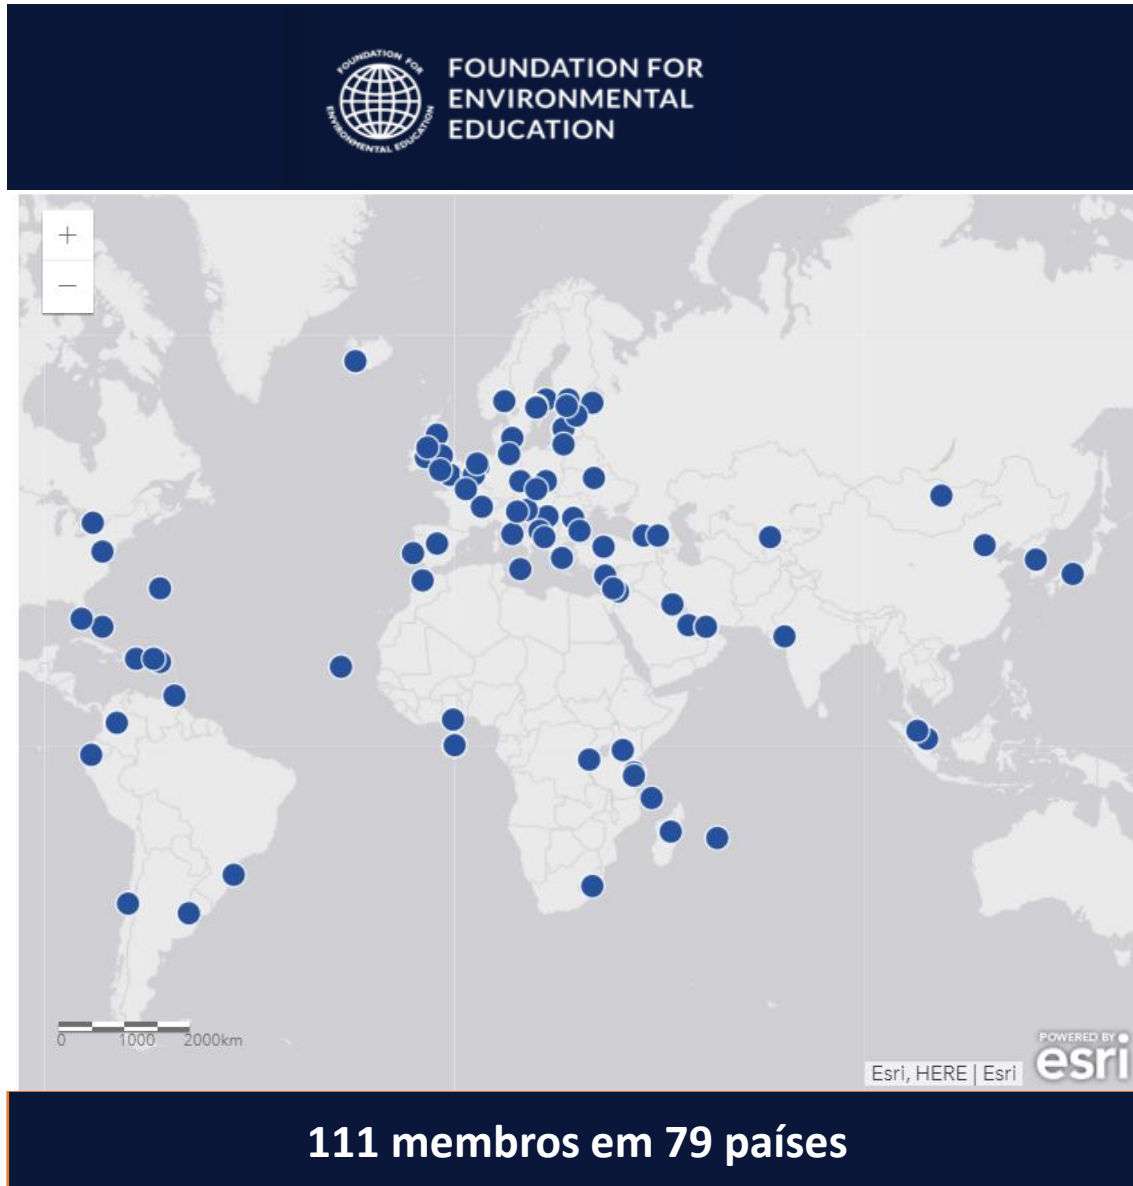 FOUNDATION FOR ENVIRONMENTAL EDUCATION
FOUNDATION FOR
ENVIRONMENTAL
EDUCATION
+
−
0 1000 2000km
POWERED BY
esri
Esri, HERE | Esri
111 membros em 79 países